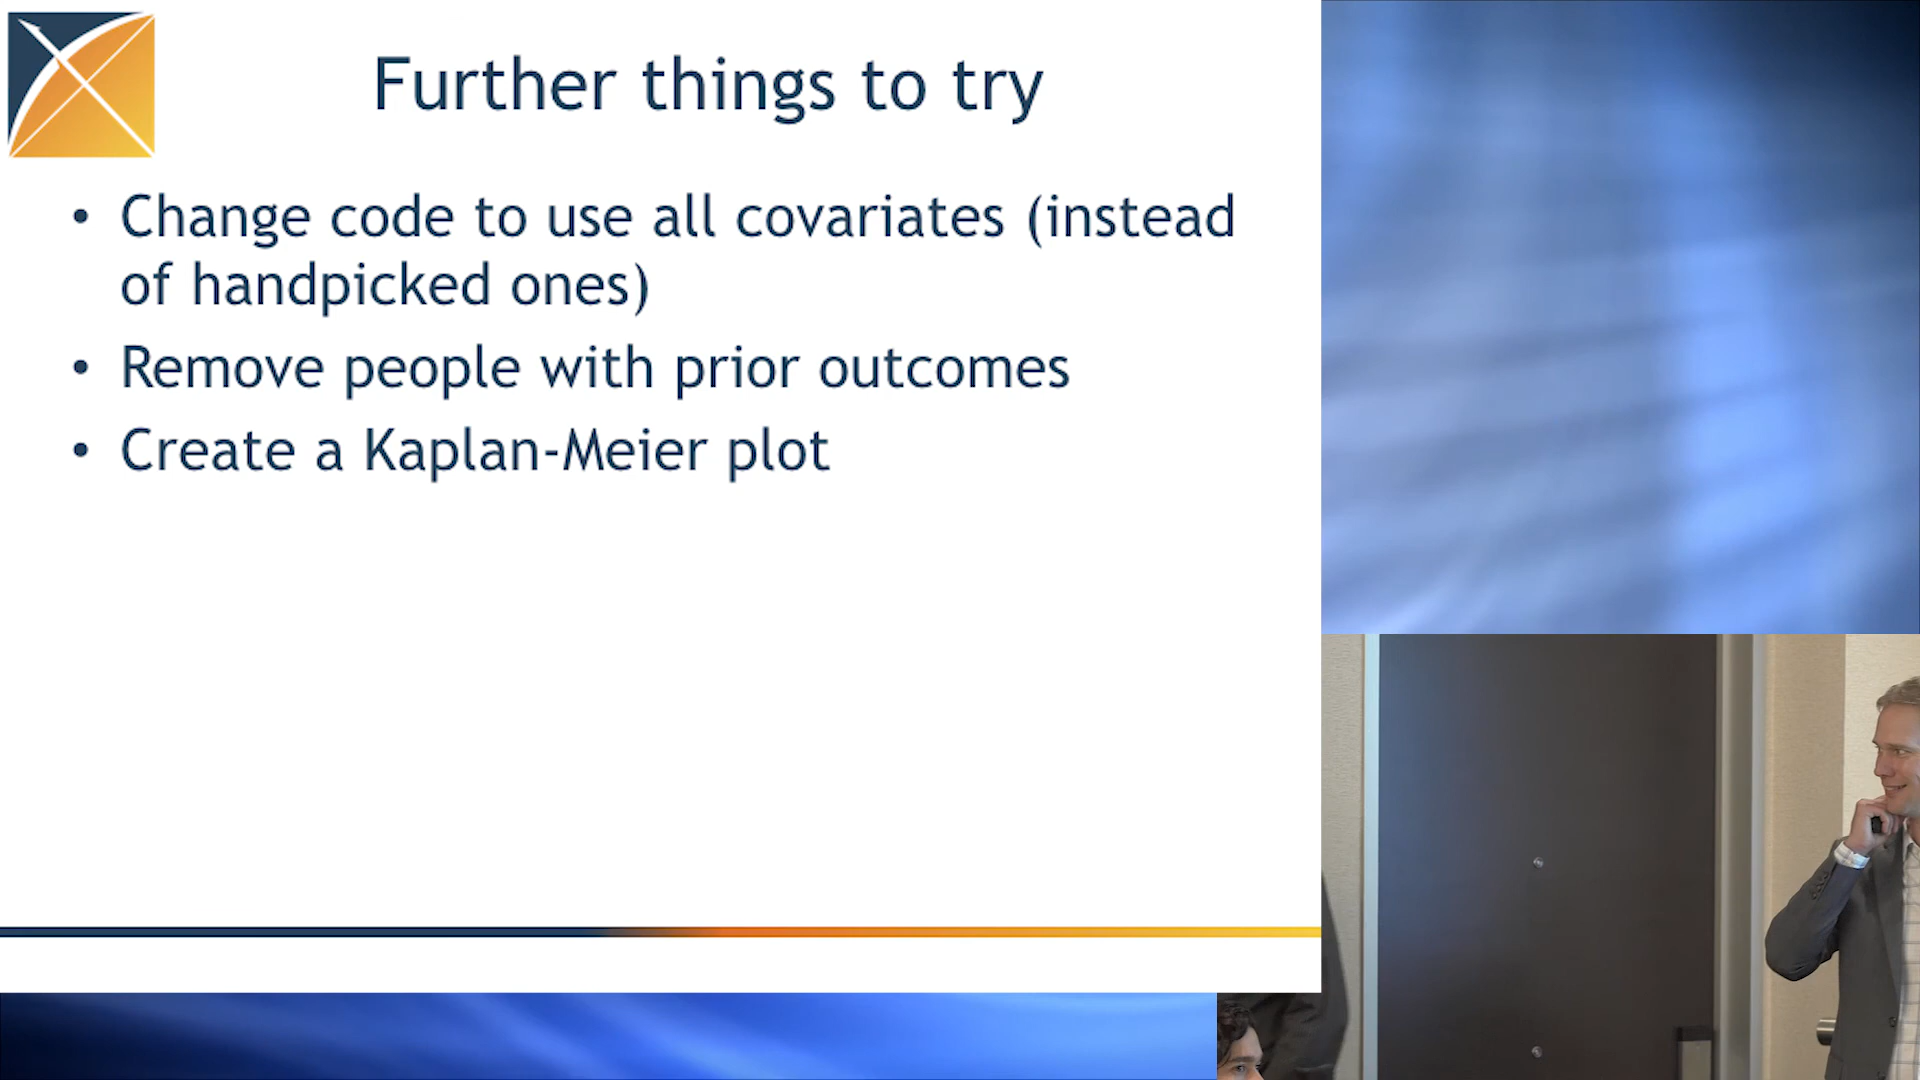 Further things to try
• Change code to use all covariates (instead
of handpicked ones)
• Remove people with prior outcomes
• Create a Kaplan-Meier plot